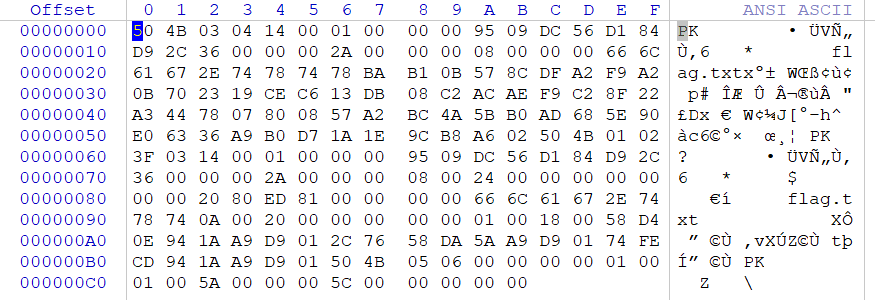 Offset 0 1 2 3 4 5 6 7 8 9 A B C D E F ANSI ASCII
00000000 50 4B 03 04 14 00 01 00 00 00 95 09 DC 56 D1 84 PK • ÜVÑ„
00000010 D9 2C 36 00 00 00 2A 00 00 00 08 00 00 00 66 6C Ù,6 * fl
00000020 61 67 2E 74 78 74 78 BA B1 0B 57 8C DF A2 F9 A2 ag.txtxº± WŒß¢ù¢
00000030 0B 70 23 19 CE C6 13 DB 08 C2 AC AE F9 C2 8F 22 p# ÎÆ Û Â¬®ùÂ "
00000040 A3 44 78 07 80 08 57 A2 BC 4A 5B B0 AD 68 5E 90 £Dx € W¢¼J[°-h^
00000050 E0 63 36 A9 B0 D7 1A 1E 9C B8 A6 02 50 4B 01 02 àc6©°× œ¸¦ PK
00000060 3F 03 14 00 01 00 00 00 95 09 DC 56 D1 84 D9 2C ? • ÜVÑ„Ù,
00000070 36 00 00 00 2A 00 00 00 08 00 24 00 00 00 00 00 6 * $
00000080 00 00 20 80 ED 81 00 00 00 00 66 6C 61 67 2E 74 €í flag.t
00000090 78 74 0A 00 20 00 00 00 00 00 01 00 18 00 58 D4 xt XÔ
000000A0 0E 94 1A A9 D9 01 2C 76 58 DA 5A A9 D9 01 74 FE ” ©Ù ,vXÚZ©Ù tþ
000000B0 CD 94 1A A9 D9 01 50 4B 05 06 00 00 00 00 01 00 Í” ©Ù PK
000000C0 01 00 5A 00 00 00 5C 00 00 00 00 00 Z \